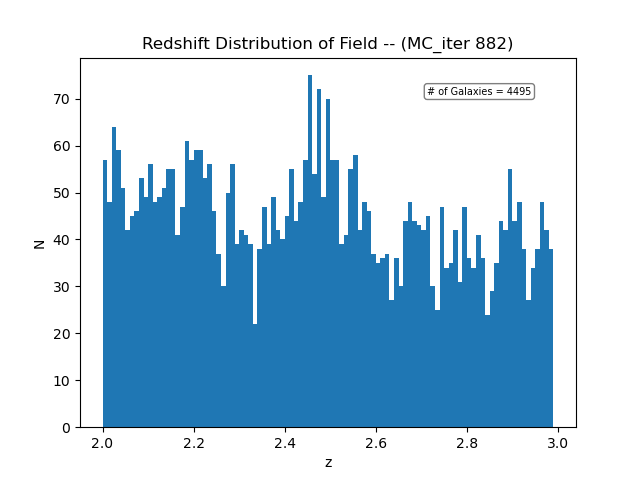 Redshift Distribution of Field -- (MC_iter 882)
# of Galaxies = 4495
70
60
50
40
30
20
10
0
N
2.0 2.2 2.4 2.6 2.8 3.0
z